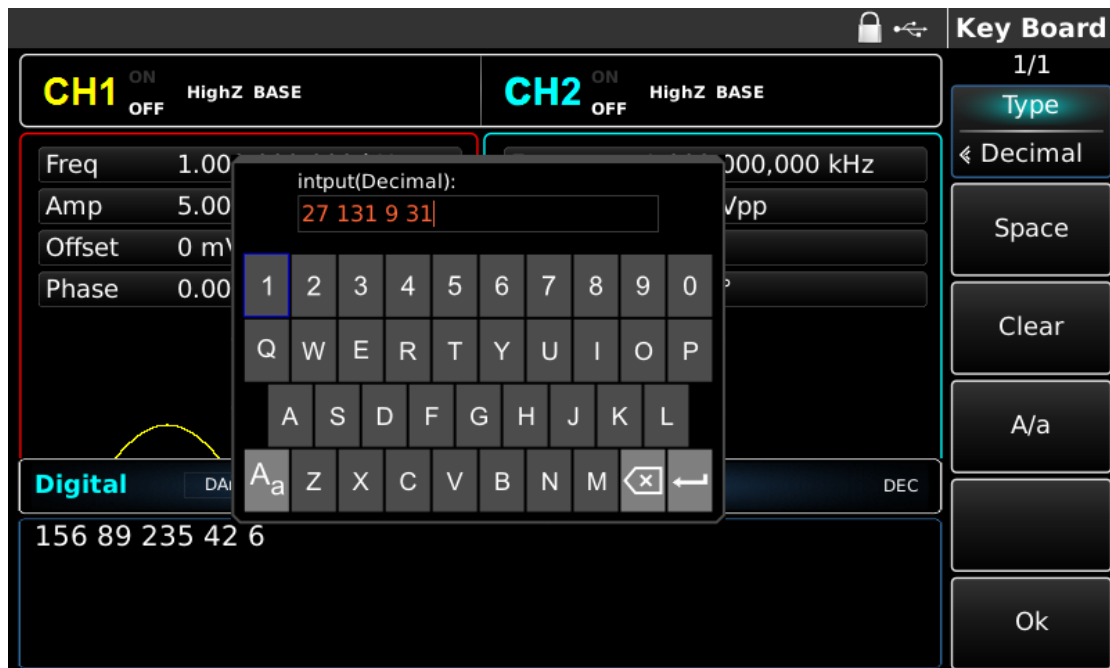 Key Board
1/1
CH1 ON OFF HighZ BASE
CH2 ON OFF HighZ BASE
Type
Decimal
Freq 1.00
000,000 kHz
Amp 5.00
Vpp
Offset 0 mV
Phase 0.00
°
intput(Decimal):
27 131 9 31
1 2 3 4 5 6 7 8 9 0
Q W E R T Y U I O P
A S D F G H J K L
Aa Z X C V B N M
Space
Clear
A/a
Ok
Digital
DEC
156 89 235 42 6